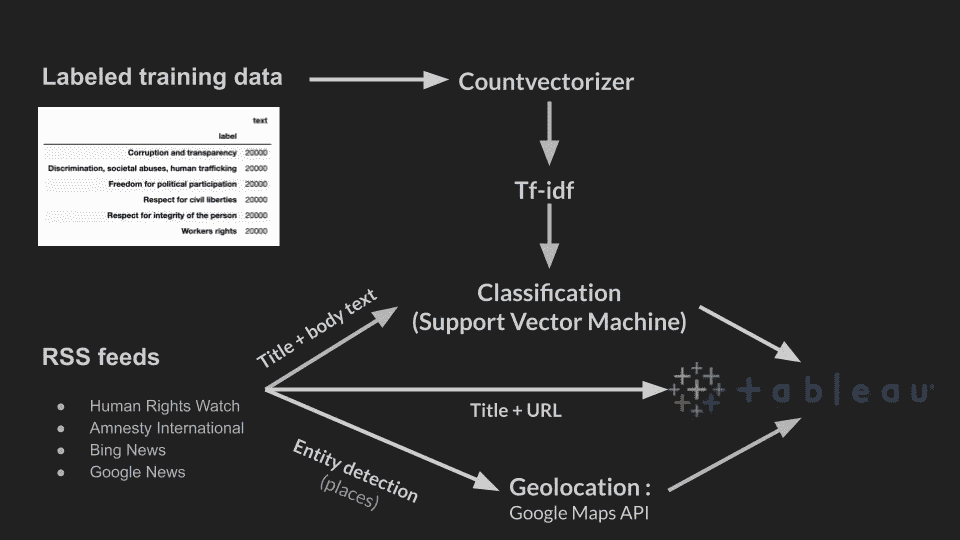 Labeled training data
Countvectorizer
text
label
Corruption and transparency 20000
Discrimination, societal abuses, human trafficking 20000
Freedom for political participation 20000
Respect for civil liberties 20000
Respect for integrity of the person 20000
Workers rights 20000
Tf-idf
Classification
(Support Vector Machine)
Title + body text
RSS feeds
● Human Rights Watch
● Amnesty International
● Bing News
● Google News
Title + URL
+ a b l e a u
Entity detection
(places)
Geolocation :
Google Maps API